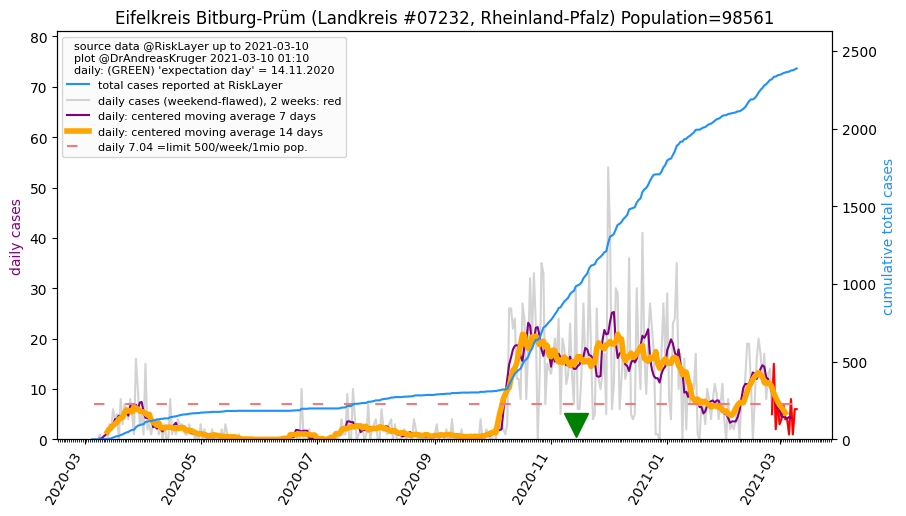 Eifelkreis Bitburg-Prüm (Landkreis #07232, Rheinland-Pfalz) Population=98561
source data @RiskLayer up to 2021-03-10
plot @DrAndreasKruger 2021-03-10 01:10
daily: (GREEN) 'expectation day' = 14.11.2020
total cases reported at RiskLayer
daily cases (weekend-flawed), 2 weeks: red
daily: centered moving average 7 days
daily: centered moving average 14 days
daily 7.04 =limit 500/week/1mio pop.
daily cases
80
70
60
50
40
30
20
10
0
cumulative total cases
2500
2000
1500
1000
500
0
2020-03
2020-05
2020-07
2020-09
2020-11
2021-01
2021-03